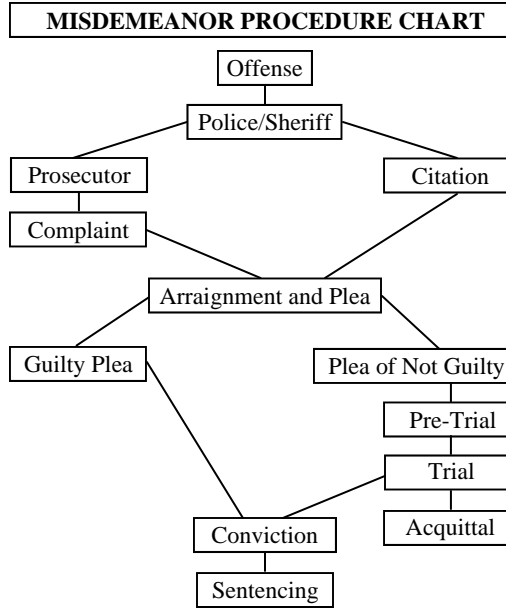 MISDEMEANOR PROCEDURE CHART
Offense
Police/Sheriff
Prosecutor
Citation
Complaint
Arraignment and Plea
Guilty Plea
Plea of Not Guilty
Pre-Trial
Trial
Conviction
Acquittal
Sentencing